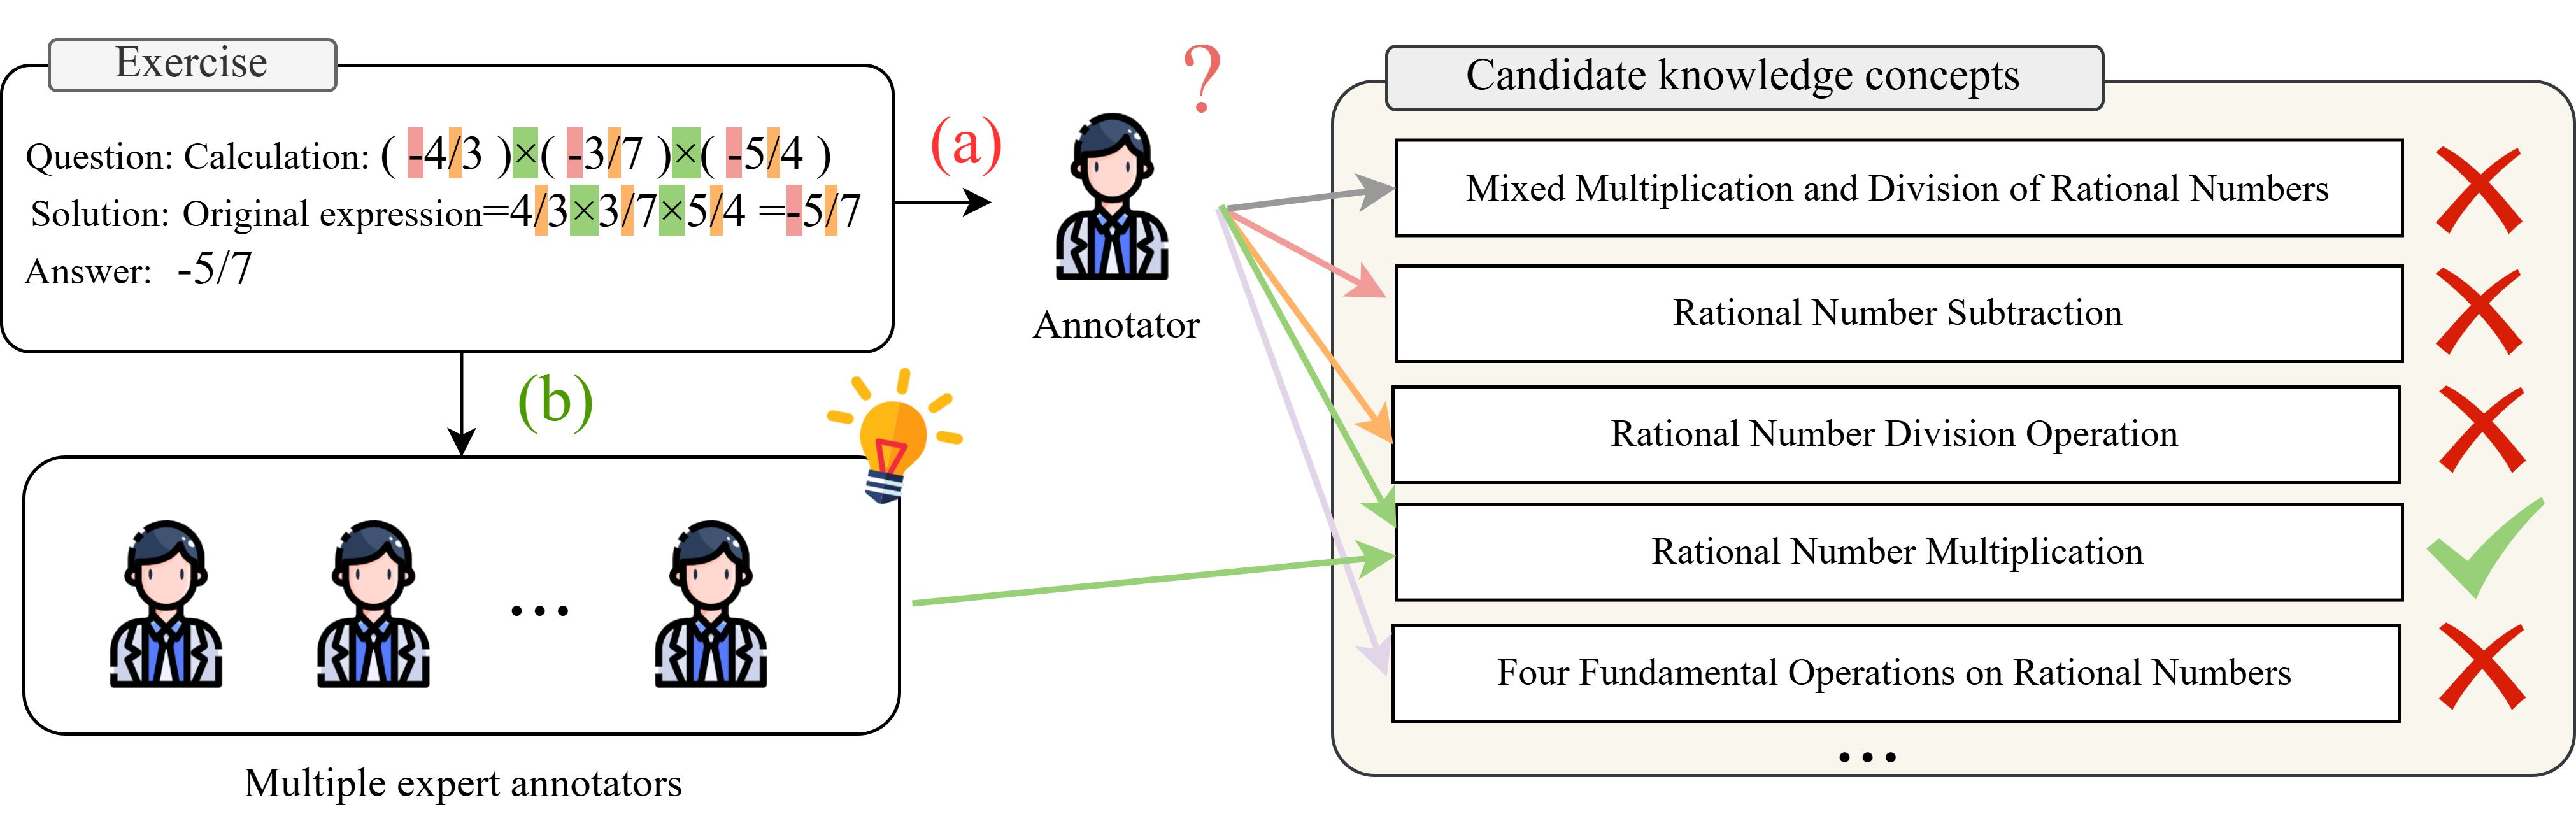 Exercise
Question: Calculation: ( -4/3 )×( -3/7 )×( -5/4 )
Solution: Original expression=4/3×3/7×5/4 =-5/7
Answer: -5/7
(a)
?
Annotator
(b)
...
Multiple expert annotators
Candidate knowledge concepts
Mixed Multiplication and Division of Rational Numbers
Rational Number Subtraction
Rational Number Division Operation
Rational Number Multiplication
Four Fundamental Operations on Rational Numbers
...